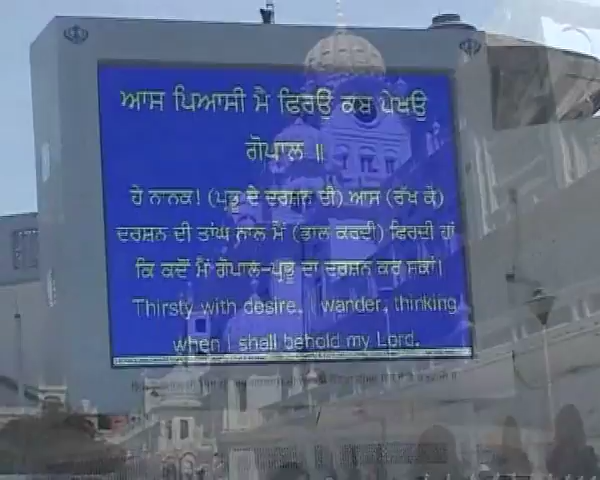 ਆਸ ਪਿਆਸੀ ਮੈ ਫਿਰਉ ਕਬ ਪੇਖਉ
ਗੋਪਾਲ ॥
ਹੇ ਨਾਨਕ! (ਪ੍ਰਭੂ ਦੇ ਦਰਸ਼ਨ ਦੀ) ਆਸ (ਰੱਖ ਕੇ)
ਦਰਸ਼ਨ ਦੀ ਤਾਂਘ ਨਾਲ ਮੈਂ (ਭਾਲ ਕਰਦੀ) ਫਿਰਦੀ ਹਾਂ
ਕਿ ਕਦੋਂ ਮੈਂ ਗੋਪਾਲ-ਪ੍ਰਭੂ ਦਾ ਦਰਸ਼ਨ ਕਰ ਸਕਾਂ।
Thirsty with desire, I wander, thinking
when I shall behold my Lord.